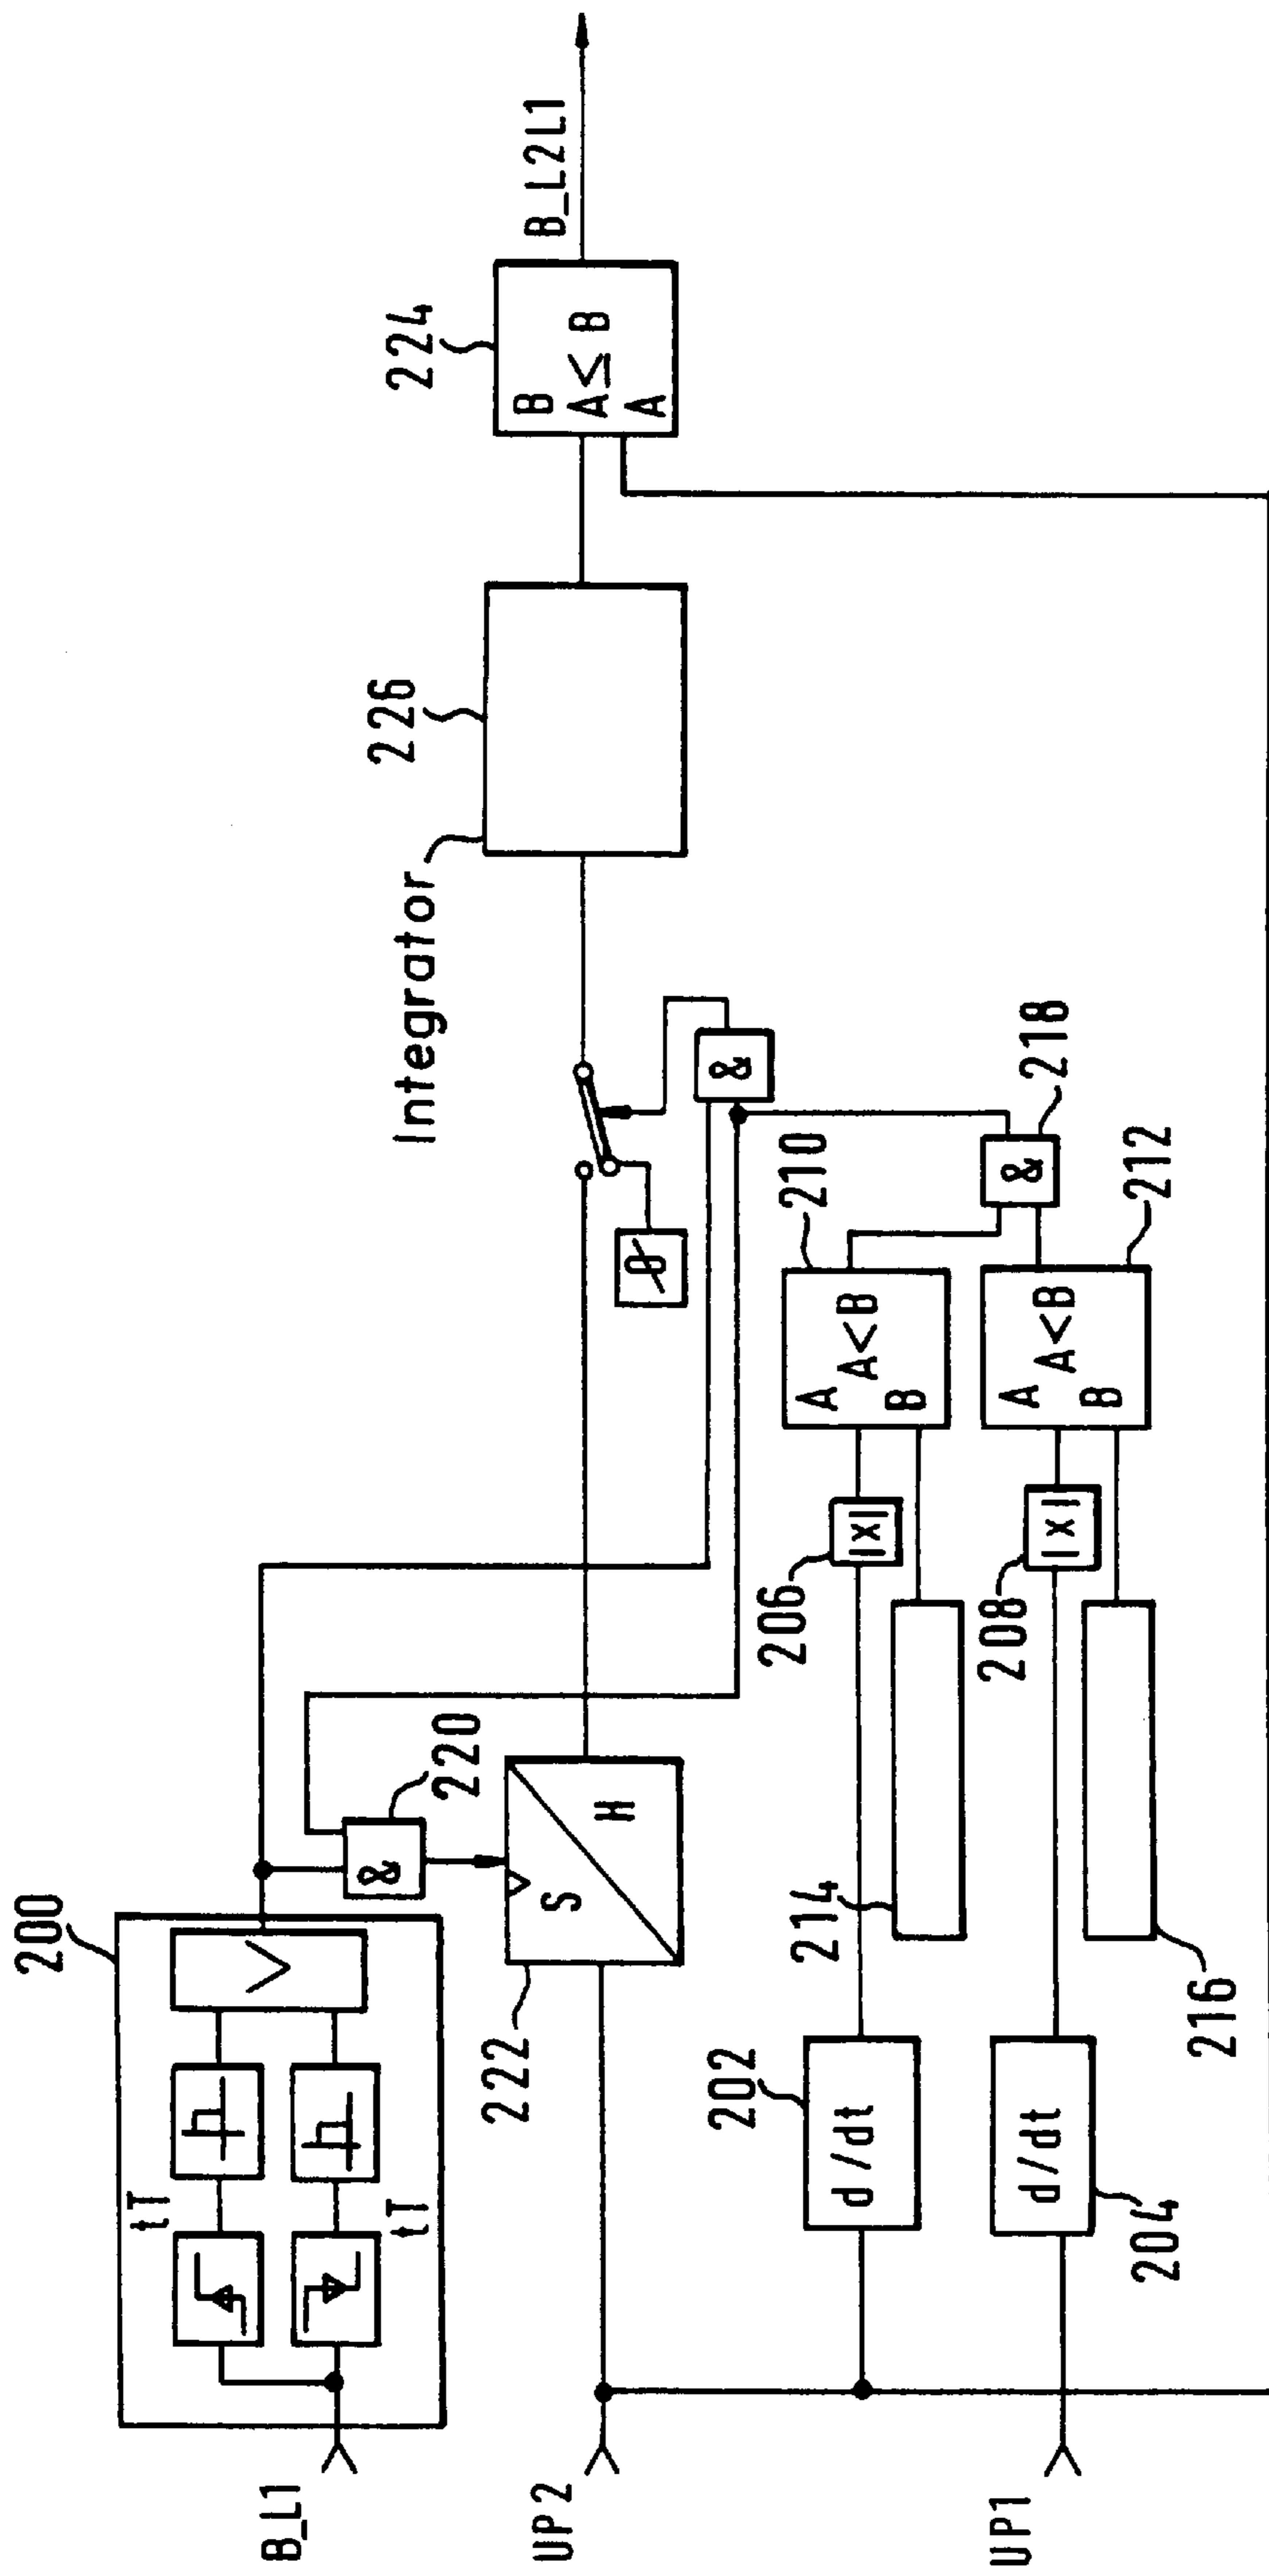 200
tT
tT
V
B_L1
&
220
S
H
222
UP2
Integrator
226
224
B
A ≤ B
A
B_L2L1
0
&
202
d/dt
206
|x|
210
A
A<B
B
214
&
218
UP1
204
d/dt
208
|x|
212
A
A<B
B
216